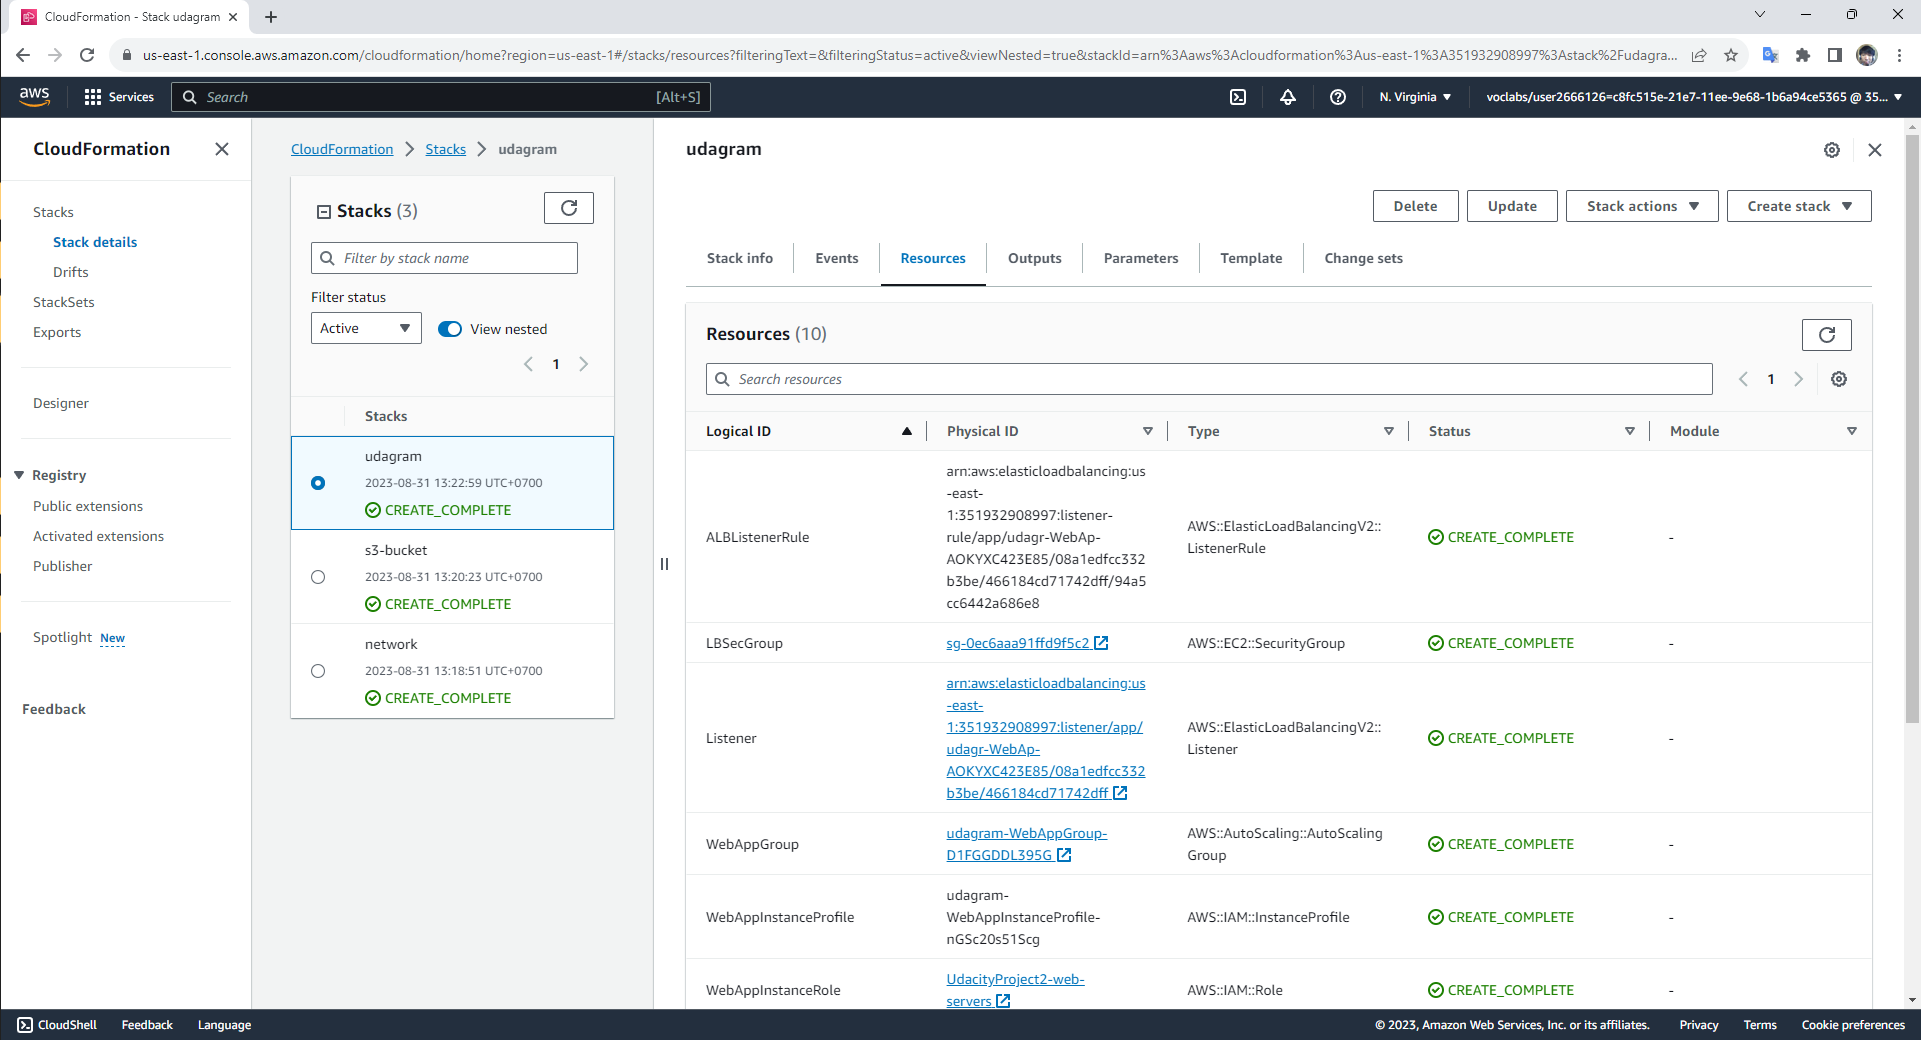 CloudFormation - Stack udagram
us-east-1.console.aws.amazon.com/cloudformation/home?region=us-east-1#/stacks/resources?filteringText=&filteringStatus=active&viewNested=true&stackId=arn%3Aaws%3Acloudformation%3Aus-east-1%3A351932908997%3Astack%2Fudagra...
aws
Services
Search
[Alt+S]
N. Virginia
voclabs/user2666126=c8fc515e-21e7-11ee-9e68-1b6a94ce5365 @ 35...
CloudFormation
Stacks
Stack details
Drifts
StackSets
Exports
Designer
Registry
Public extensions
Activated extensions
Publisher
Spotlight New
Feedback
CloudFormation
Stacks
udagram
Stacks (3)
Filter by stack name
Filter status
Active
View nested
1
Stacks
udagram
2023-08-31 13:22:59 UTC+0700
CREATE_COMPLETE
s3-bucket
2023-08-31 13:20:23 UTC+0700
CREATE_COMPLETE
network
2023-08-31 13:18:51 UTC+0700
CREATE_COMPLETE
udagram
Delete
Update
Stack actions
Create stack
Stack info
Events
Resources
Outputs
Parameters
Template
Change sets
Resources (10)
Search resources
1
Logical ID
Physical ID
Type
Status
Module
ALBListenerRule
arn:aws:elasticloadbalancing:us
-east-
1:351932908997:listener-
rule/app/udagr-WebAp-
AOKYXC423E85/08a1edfcc332
b3be/466184cd71742dff/94a5
cc6442a686e8
AWS::ElasticLoadBalancingV2::
ListenerRule
CREATE_COMPLETE
-
LBSecGroup
sg-0ec6aaa91ffd9f5c2
AWS::EC2::SecurityGroup
CREATE_COMPLETE
-
Listener
arn:aws:elasticloadbalancing:us
-east-
1:351932908997:listener/app/
udagr-WebAp-
AOKYXC423E85/08a1edfcc332
b3be/466184cd71742dff
AWS::ElasticLoadBalancingV2::
Listener
CREATE_COMPLETE
-
WebAppGroup
udagram-WebAppGroup-
D1FGGDDL395G
AWS::AutoScaling::AutoScaling
Group
CREATE_COMPLETE
-
WebAppInstanceProfile
udagram-
WebAppInstanceProfile-
nGSc20s51Scg
AWS::IAM::InstanceProfile
CREATE_COMPLETE
-
WebAppInstanceRole
UdacityProject2-web-
servers
AWS::IAM::Role
CREATE_COMPLETE
-
CloudShell
Feedback
Language
© 2023, Amazon Web Services, Inc. or its affiliates.
Privacy
Terms
Cookie preferences